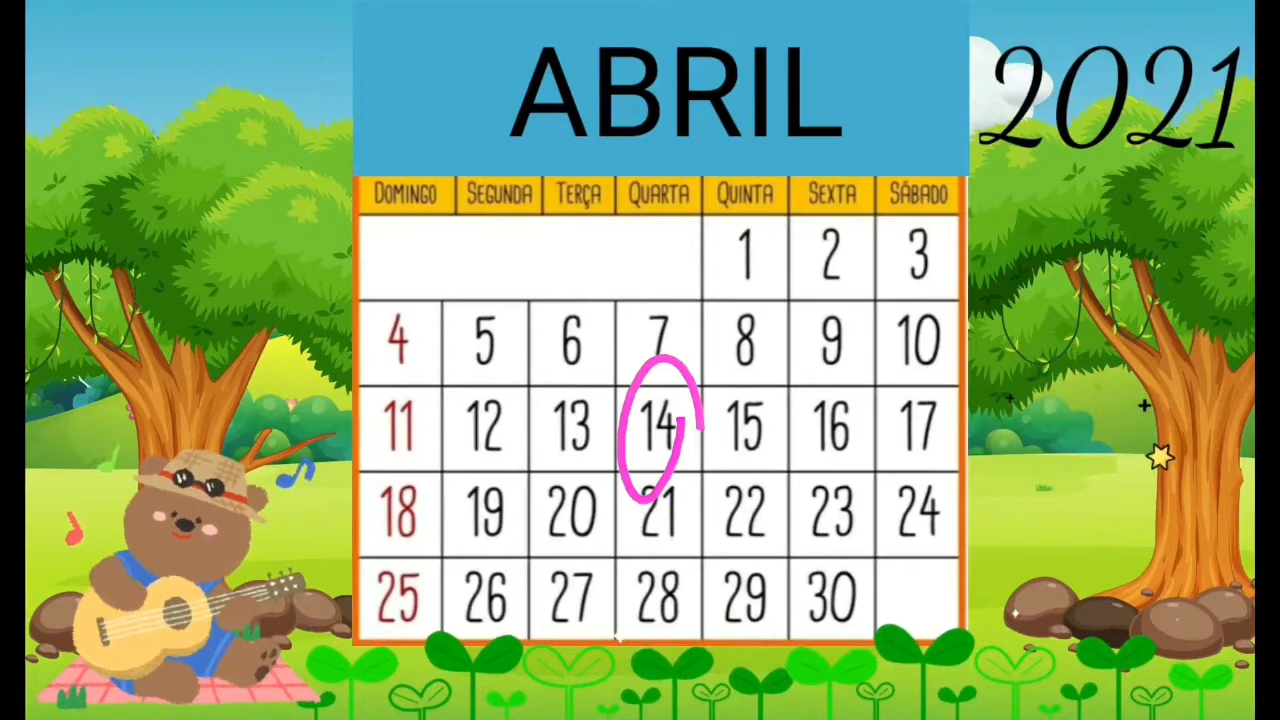 ABRIL 2021
DOMINGO SEGUNDA TERÇA QUARTA QUINTA SEXTA SÁBADO
1 2 3
4 5 6 7 8 9 10
11 12 13 14 15 16 17
18 19 20 21 22 23 24
25 26 27 28 29 30